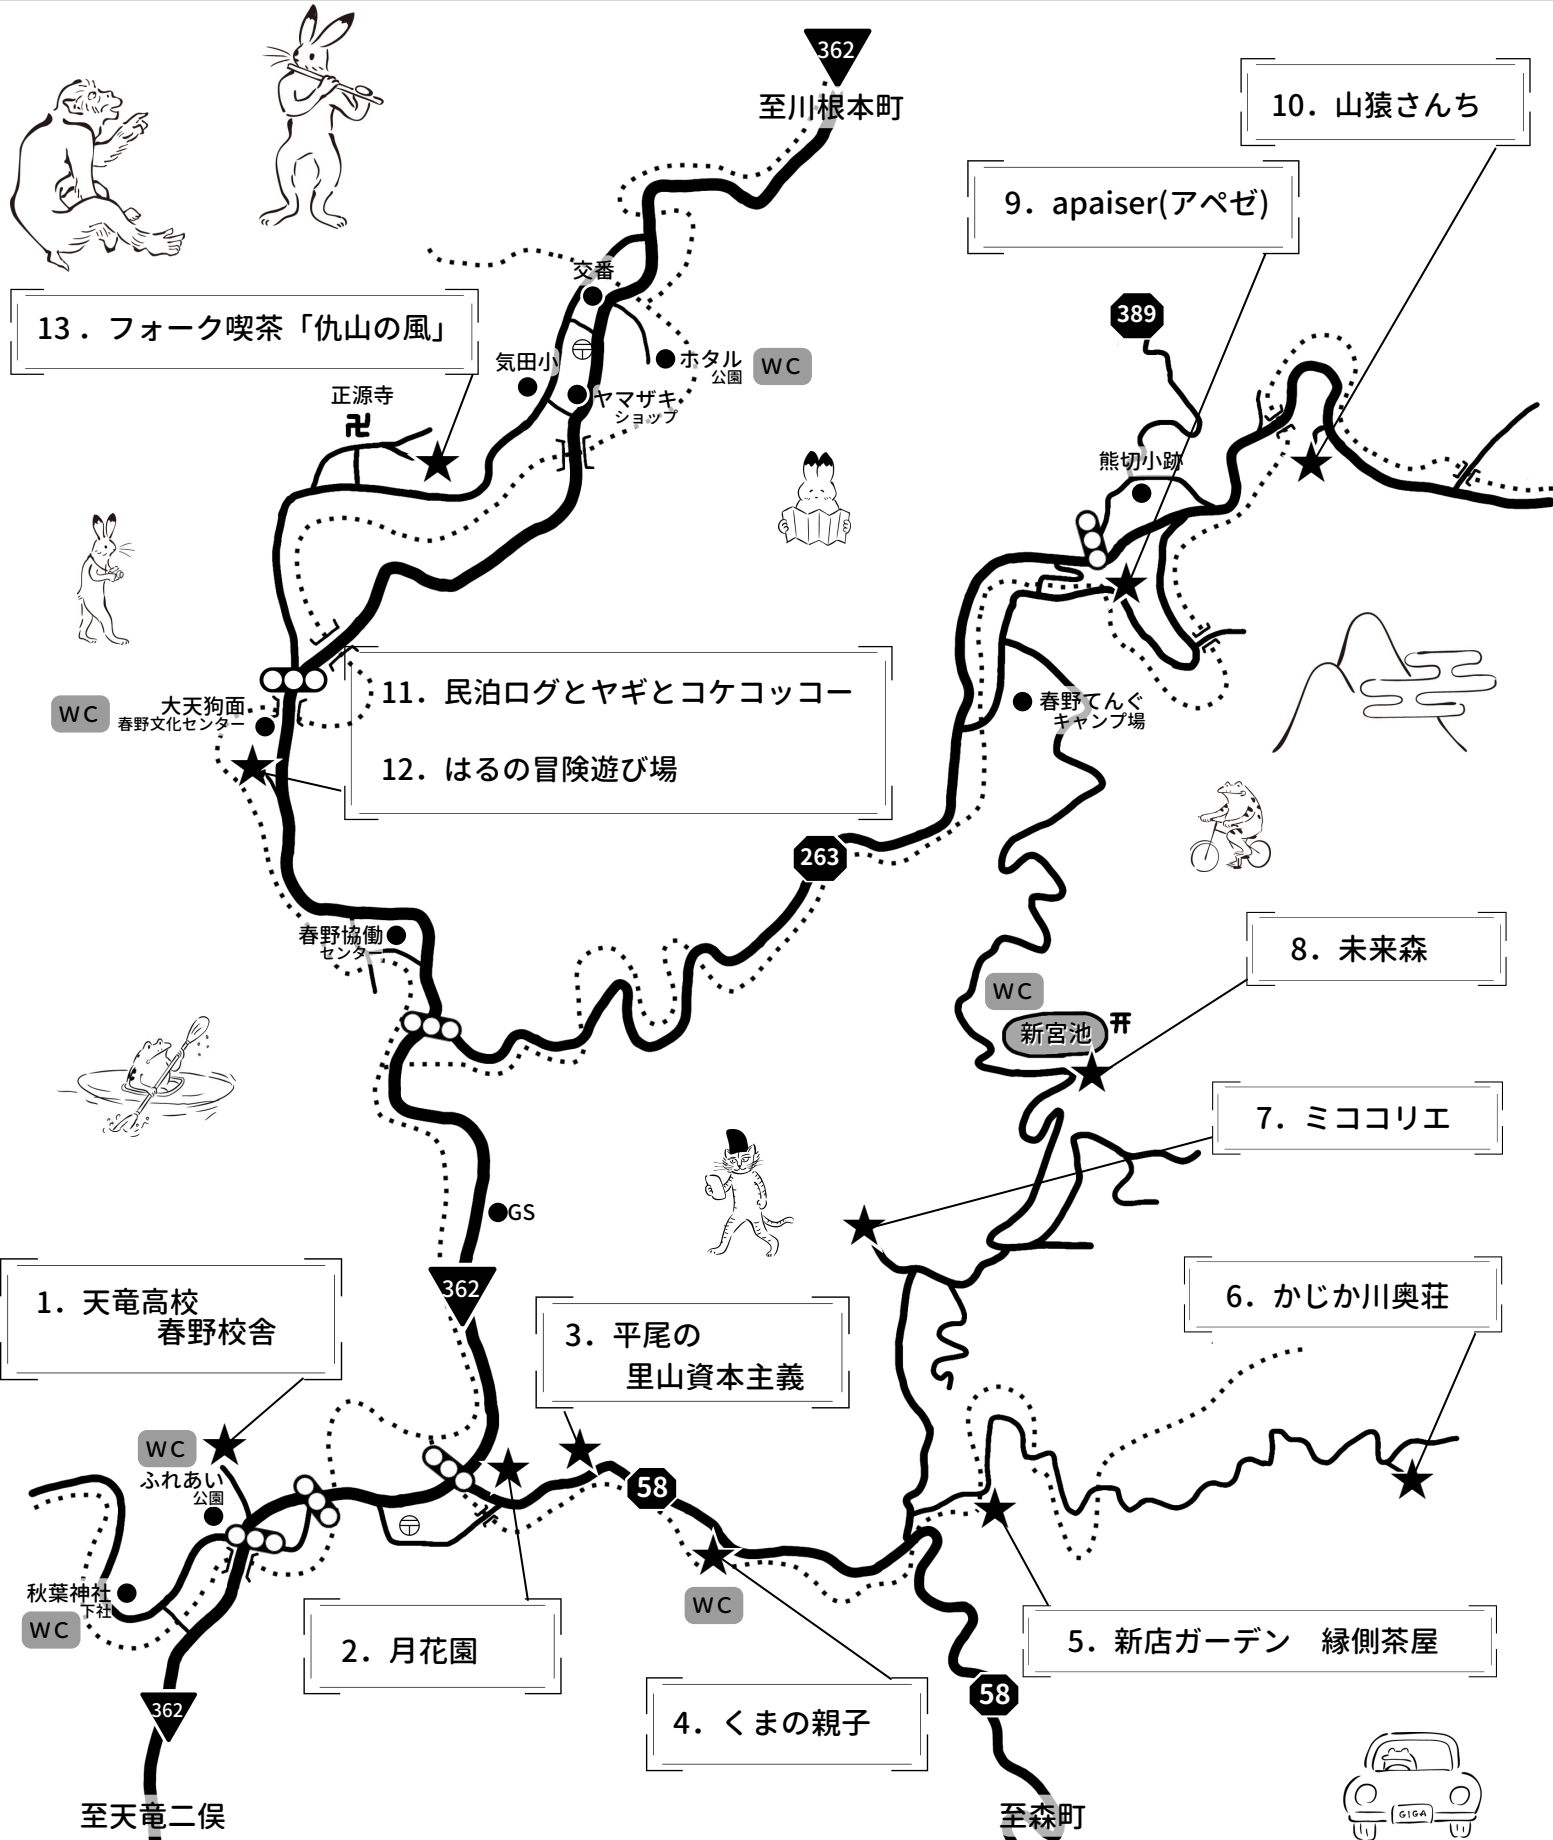 362
至川根本町
10. 山猿さんち
9. apaiser(アペゼ)
交番
13. フォーク喫茶「仇山の風」
389
気田小
ホタル
公園
WC
正源寺
卍
ヤマザキ
ショップ
熊切小跡
大天狗面
春野文化センター
WC
11. 民泊ログとヤギとコケコッコー
12. はるの冒険遊び場
春野てんぐ
キャンプ場
263
春野協働
センター
8. 未来森
WC
新宮池
7. ミココリエ
GS
362
1. 天竜高校
春野校舎
3. 平尾の
里山資本主義
6. かじか川奥荘
WC
ふれあい
公園
58
秋葉神社
下社
WC
WC
2. 月花園
5. 新店ガーデン 縁側茶屋
4. くまの親子
58
362
至天竜二俣
至森町
GIGA